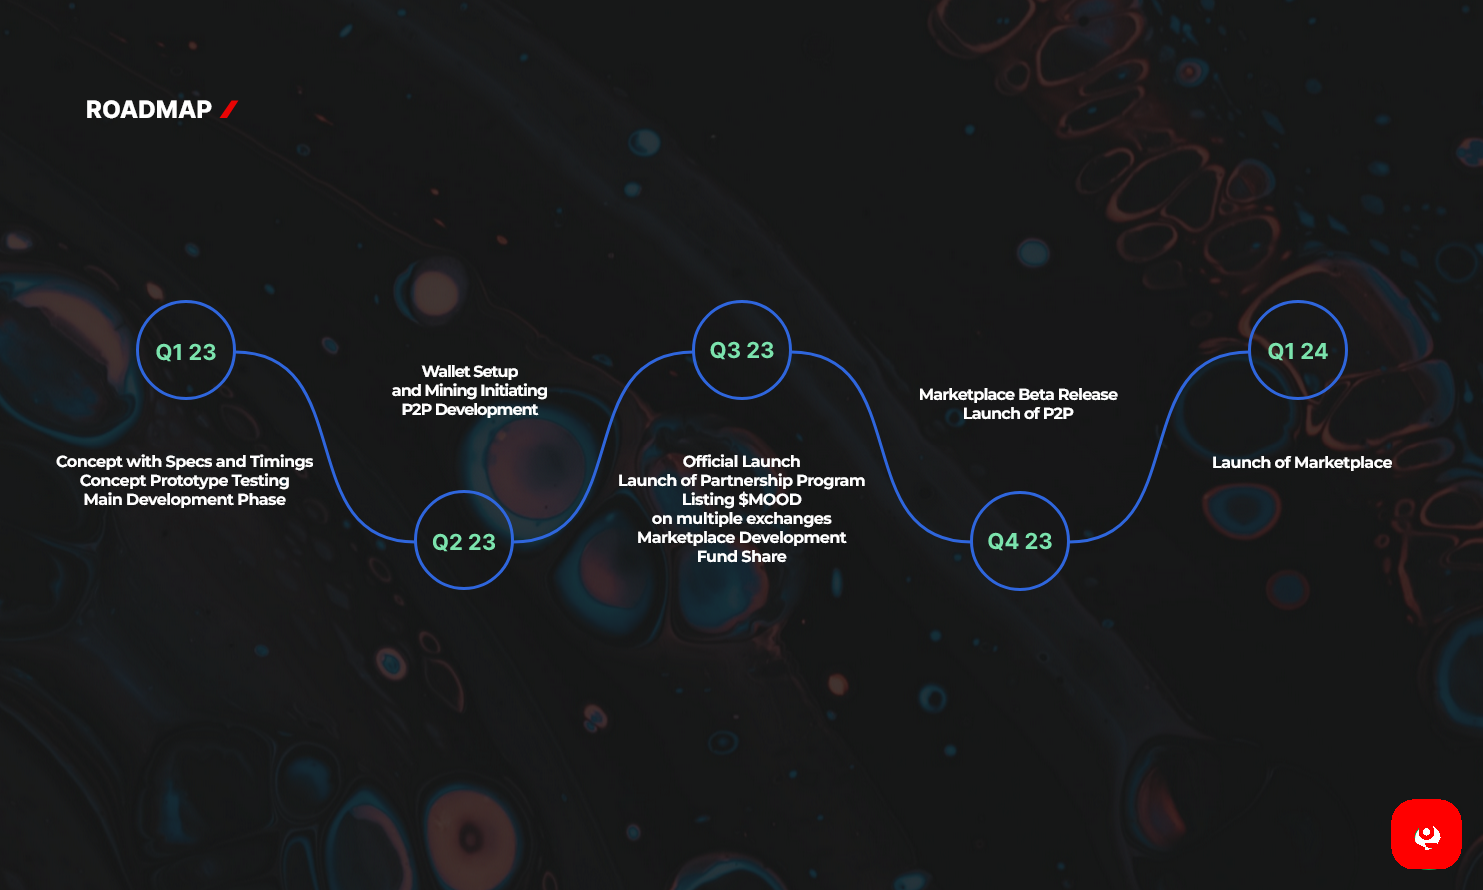 ROADMAP
Q1 23
Concept with Specs and Timings
Concept Prototype Testing
Main Development Phase
Wallet Setup
and Mining Initiating
P2P Development
Q2 23
Q3 23
Official Launch
Launch of Partnership Program
Listing $MOOD
on multiple exchanges
Marketplace Development
Fund Share
Marketplace Beta Release
Launch of P2P
Q4 23
Q1 24
Launch of Marketplace